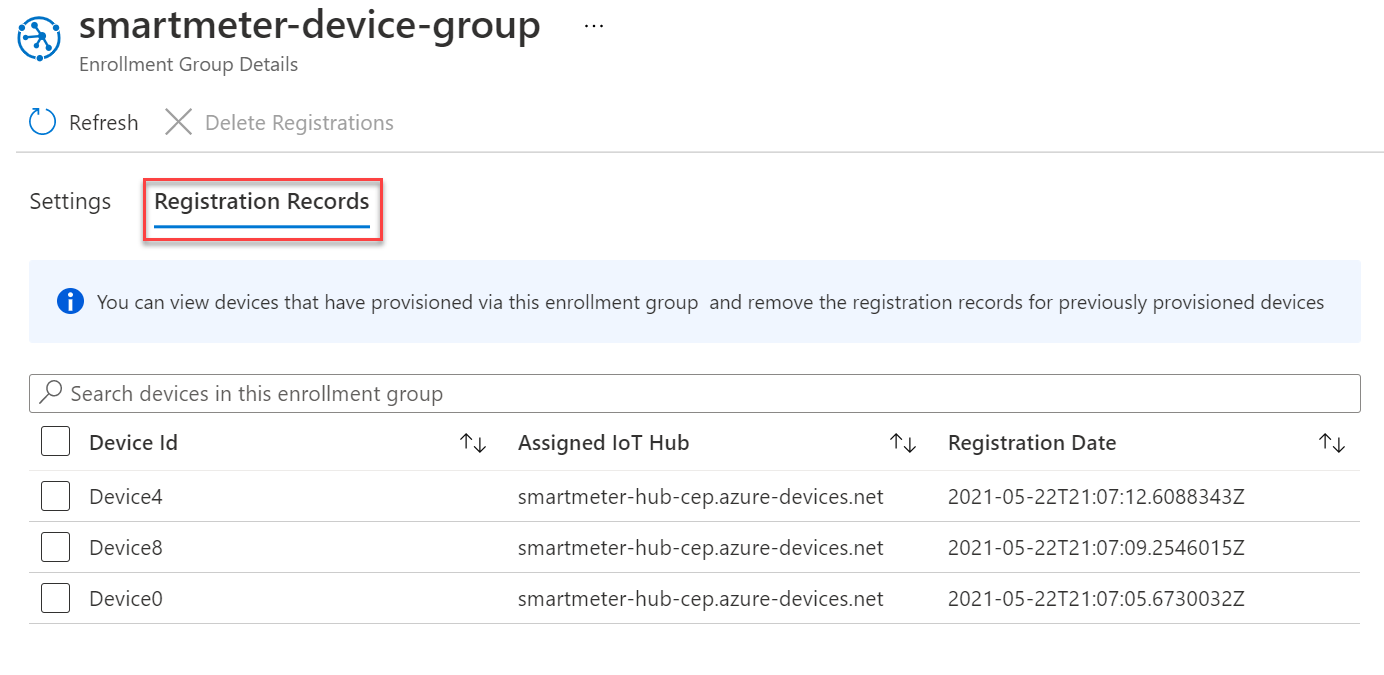 smartmeter-device-group ...
Enrollment Group Details
Refresh Delete Registrations
Settings Registration Records
You can view devices that have provisioned via this enrollment group  and remove the registration records for previously provisioned devices
Search devices in this enrollment group
Device Id Assigned IoT Hub Registration Date
Device4 smartmeter-hub-cep.azure-devices.net 2021-05-22T21:07:12.6088343Z
Device8 smartmeter-hub-cep.azure-devices.net 2021-05-22T21:07:09.2546015Z
Device0 smartmeter-hub-cep.azure-devices.net 2021-05-22T21:07:05.6730032Z